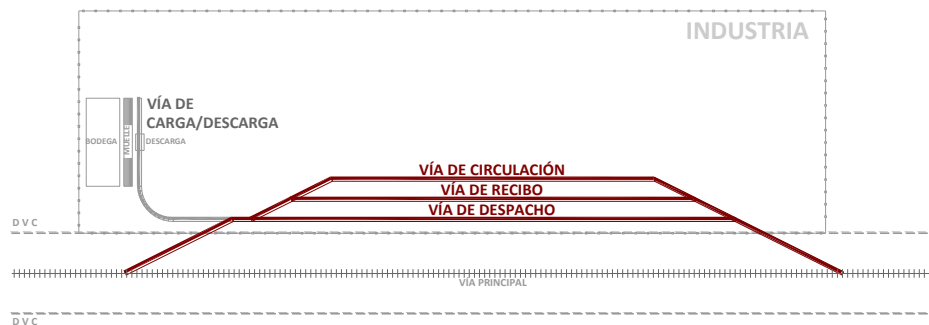 INDUSTRIA
VÍA DE
CARGA/DESCARGA
BODEGA
MUELLE
DESCARGA
VÍA DE CIRCULACIÓN
VÍA DE RECIBO
VÍA DE DESPACHO
D V C
VÍA PRINCIPAL
D V C